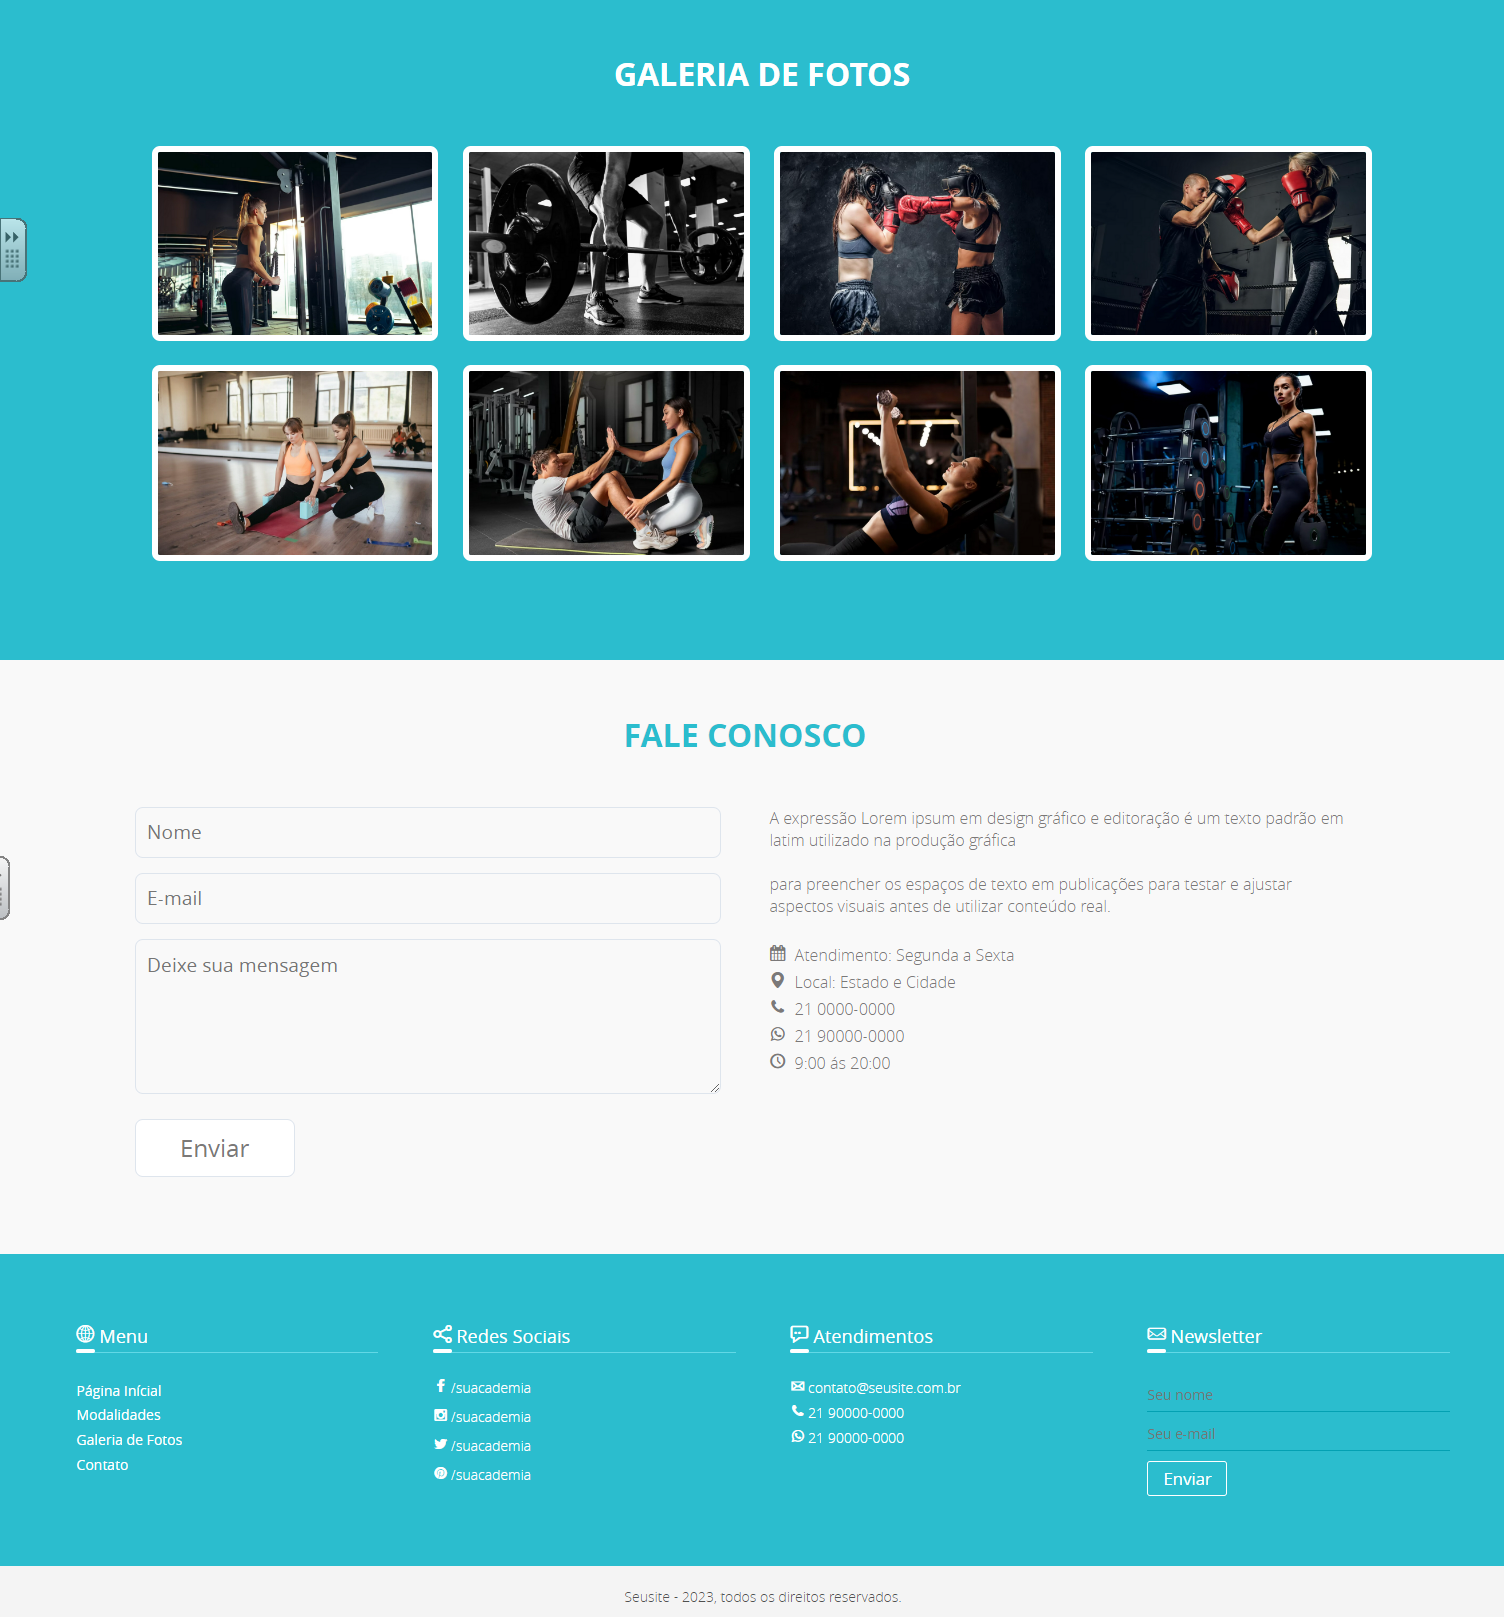 GALERIA DE FOTOS
FALE CONOSCO
Nome
E-mail
Deixe sua mensagem
Enviar
A expressão Lorem ipsum em design gráfico e editoração é um texto padrão em
latim utilizado na produção gráfica
para preencher os espaços de texto em publicações para testar e ajustar
aspectos visuais antes de utilizar conteúdo real.
Atendimento: Segunda a Sexta
Local: Estado e Cidade
21 0000-0000
21 90000-0000
9:00 ás 20:00
Menu
Página Inícial
Modalidades
Galeria de Fotos
Contato
Redes Sociais
/suacademia
/suacademia
/suacademia
/suacademia
Atendimentos
contato@seusite.com.br
21 90000-0000
21 90000-0000
Newsletter
Seu nome
Seu e-mail
Enviar
Seusite - 2023, todos os direitos reservados.